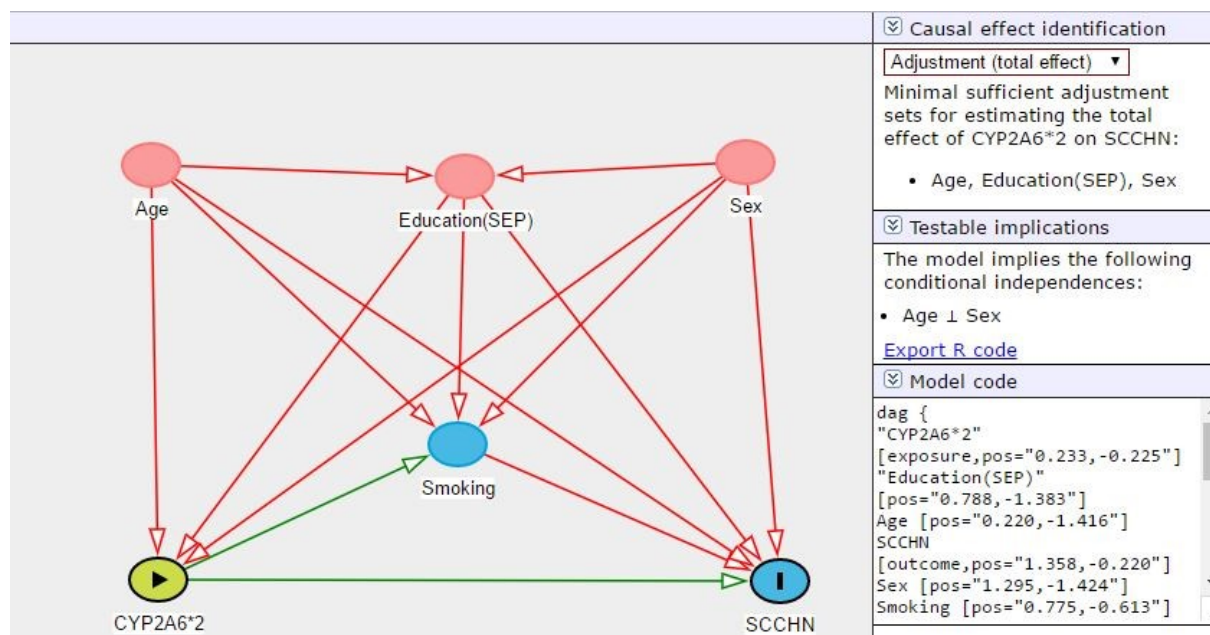 Causal effect identification
Adjustment (total effect)
Minimal sufficient adjustment
sets for estimating the total
effect of CYP2A6*2 on SCCHN:
• Age, Education(SEP), Sex
Testable implications
The model implies the following
conditional independences:
• Age ⊥ Sex
Export R code
Model code
dag {
"CYP2A6*2"
[exposure,pos="0.233,-0.225"]
"Education(SEP)"
[pos="0.788,-1.383"]
Age [pos="0.220,-1.416"]
SCCHN
[outcome,pos="1.358,-0.220"]
Sex [pos="1.295,-1.424"]
Smoking [pos="0.775,-0.613"]
Age
Education(SEP)
Sex
Smoking
CYP2A6*2
SCCHN